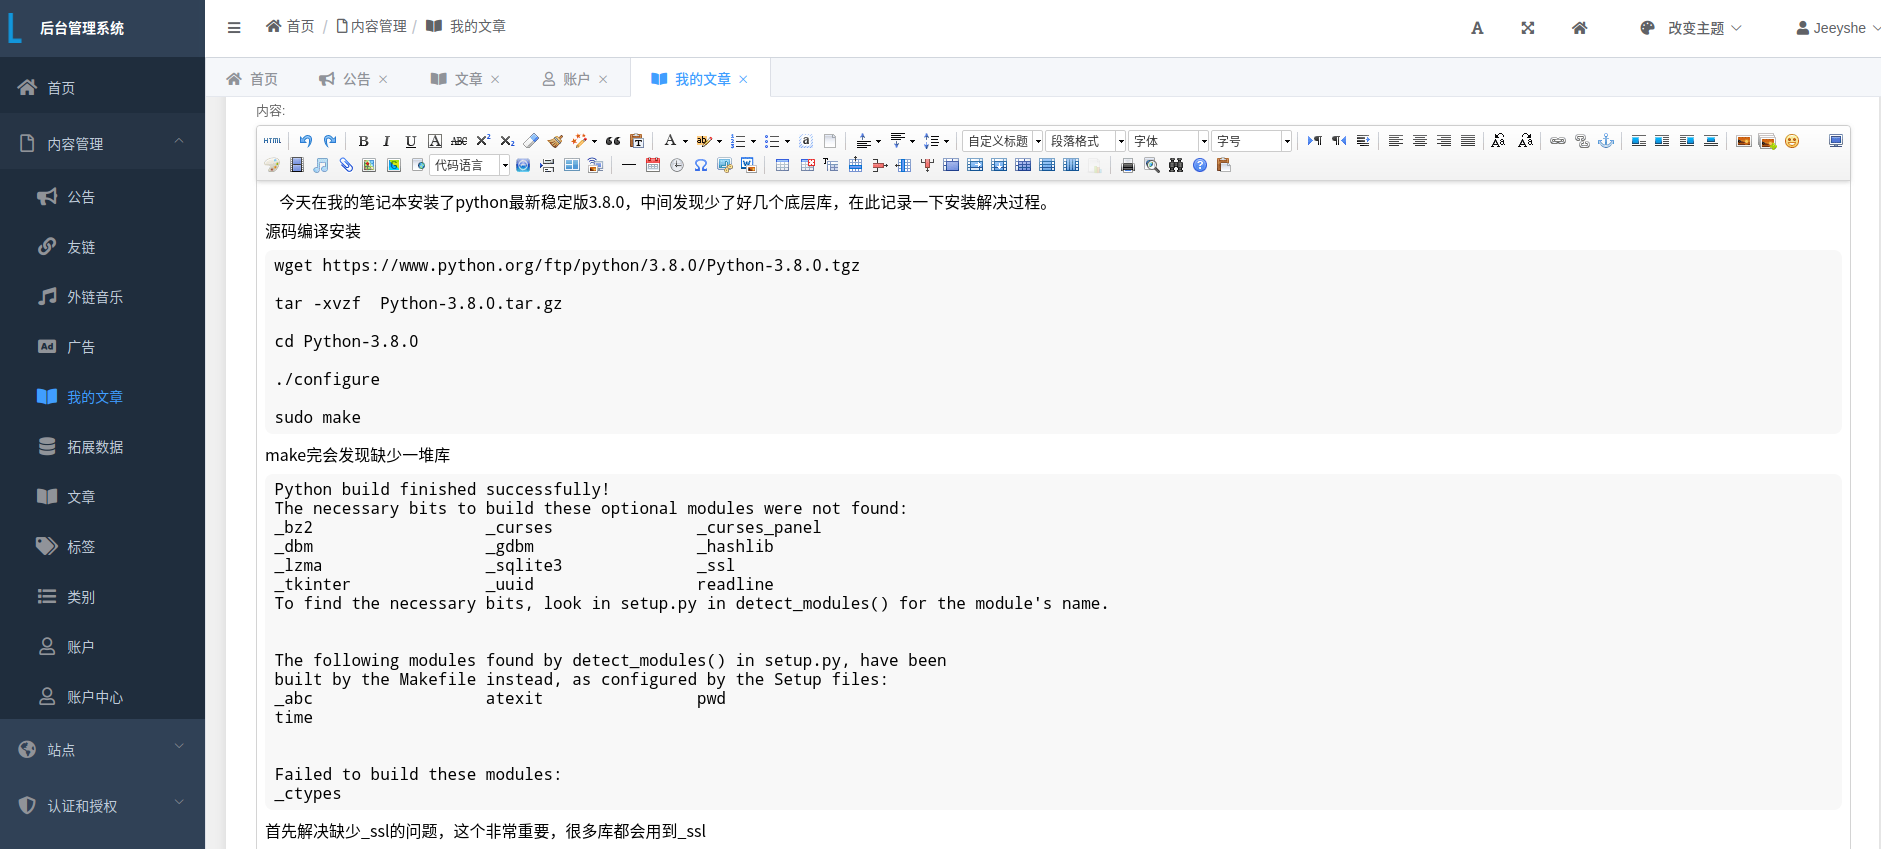 后台管理系统
首页 / 内容管理 / 我的文章
A
改变主题
Jeeyshe
首页
公告
文章
账户
我的文章
首页
内容管理
公告
友链
外链音乐
Ad 广告
我的文章
拓展数据
文章
标签
类别
账户
账户中心
站点
认证和授权
内容:
HTML
自定义标题
段落格式
字体
字号
代码语言
今天在我的笔记本安装了python最新稳定版3.8.0，中间发现少了好几个底层库，在此记录一下安装解决过程。
源码编译安装
wget https://www.python.org/ftp/python/3.8.0/Python-3.8.0.tgz
tar -xvzf  Python-3.8.0.tar.gz
cd Python-3.8.0
./configure
sudo make
make完会发现缺少一堆库
Python build finished successfully!
The necessary bits to build these optional modules were not found:
_bz2                  _curses               _curses_panel
_dbm                  _gdbm                 _hashlib
_lzma                 _sqlite3              _ssl
_tkinter              _uuid                 readline
To find the necessary bits, look in setup.py in detect_modules() for the module's name.
The following modules found by detect_modules() in setup.py, have been
built by the Makefile instead, as configured by the Setup files:
_abc                  atexit                pwd
time
Failed to build these modules:
_ctypes
首先解决缺少_ssl的问题，这个非常重要，很多库都会用到_ssl